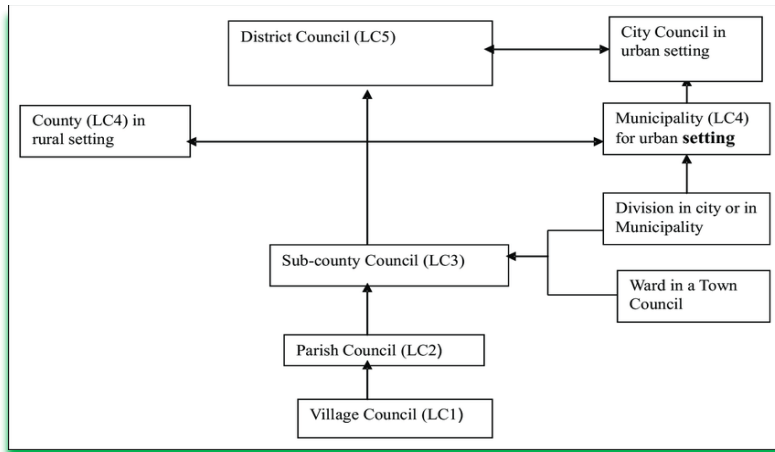 District Council (LC5)
City Council in
urban setting
County (LC4) in
rural setting
Municipality (LC4)
for urban setting
Division in city or in
Municipality
Sub-county Council (LC3)
Ward in a Town
Council
Parish Council (LC2)
Village Council (LC1)